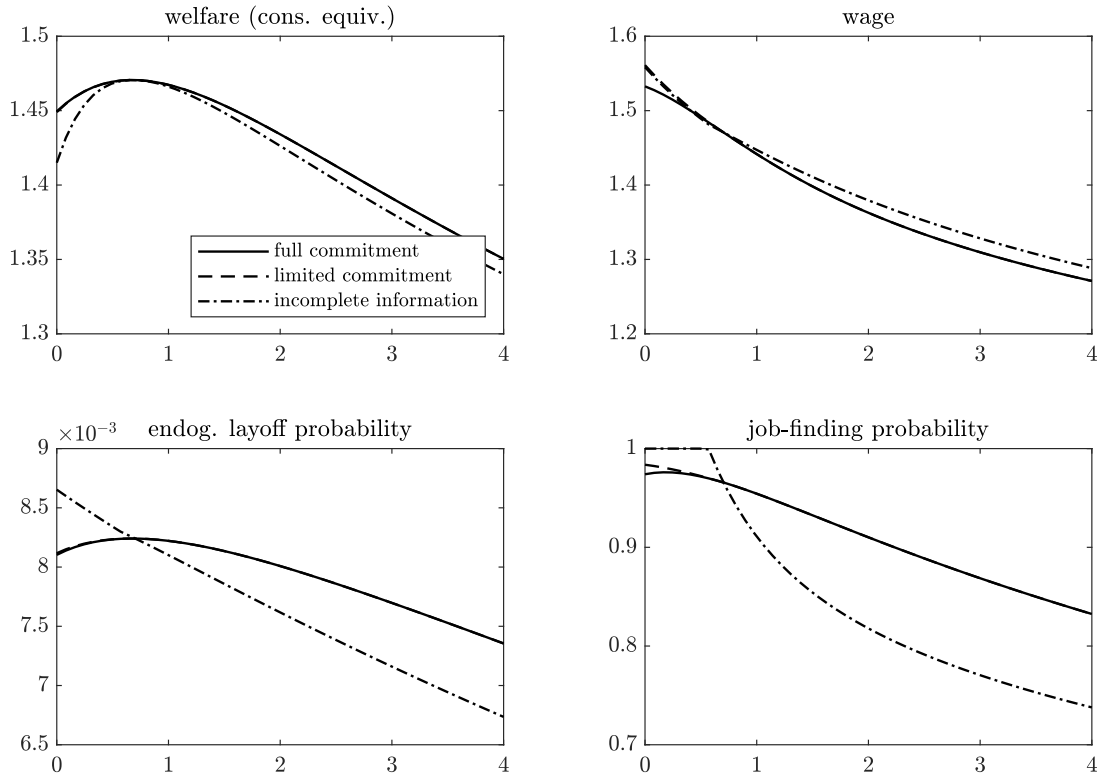 welfare (cons. equiv.)
1.5
1.45
1.4
1.35
1.3
0 1 2 3 4
full commitment
limited commitment
incomplete information
wage
1.6
1.5
1.4
1.3
1.2
0 1 2 3 4
endog. layoff probability
×10⁻³
9
8.5
8
7.5
7
6.5
0 1 2 3 4
job-finding probability
1
0.9
0.8
0.7
0 1 2 3 4